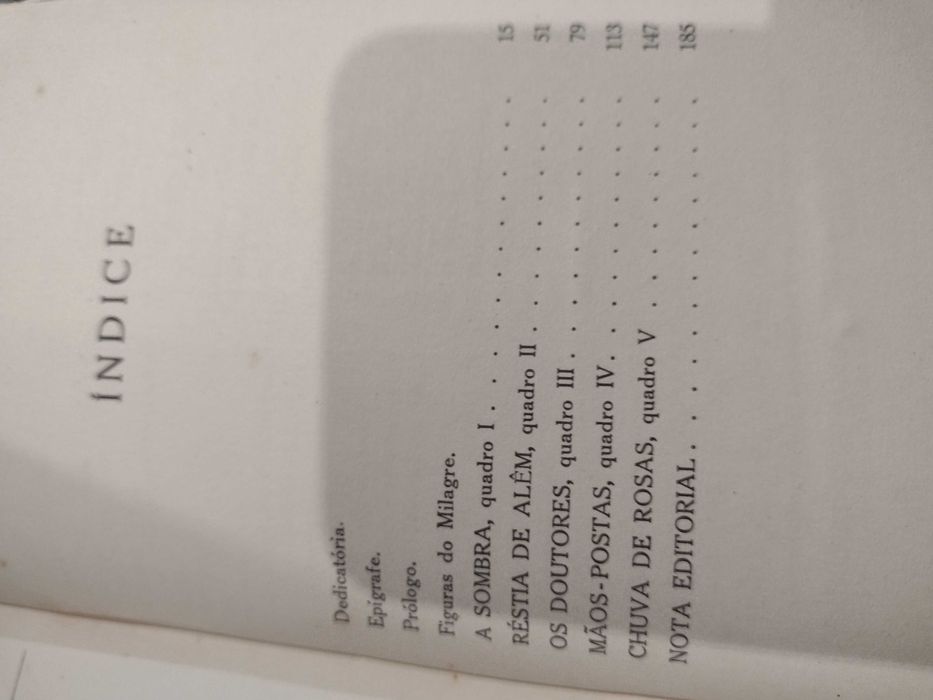 ÍNDICE
Dedicatória.
Epígrafe.
Prólogo.
Figuras do Milagre.
A SOMBRA, quadro I . . . . . . . . . . . 15
RÉSTIA DE ALÊM, quadro II . . . . . . . . 51
OS DOUTORES, quadro III . . . . . . . . . 79
MÃOS-POSTAS, quadro IV. . . . . . . . . 113
CHUVA DE ROSAS, quadro V . . . . . . . 147
NOTA EDITORIAL. . . . . . . . . . . . . 185